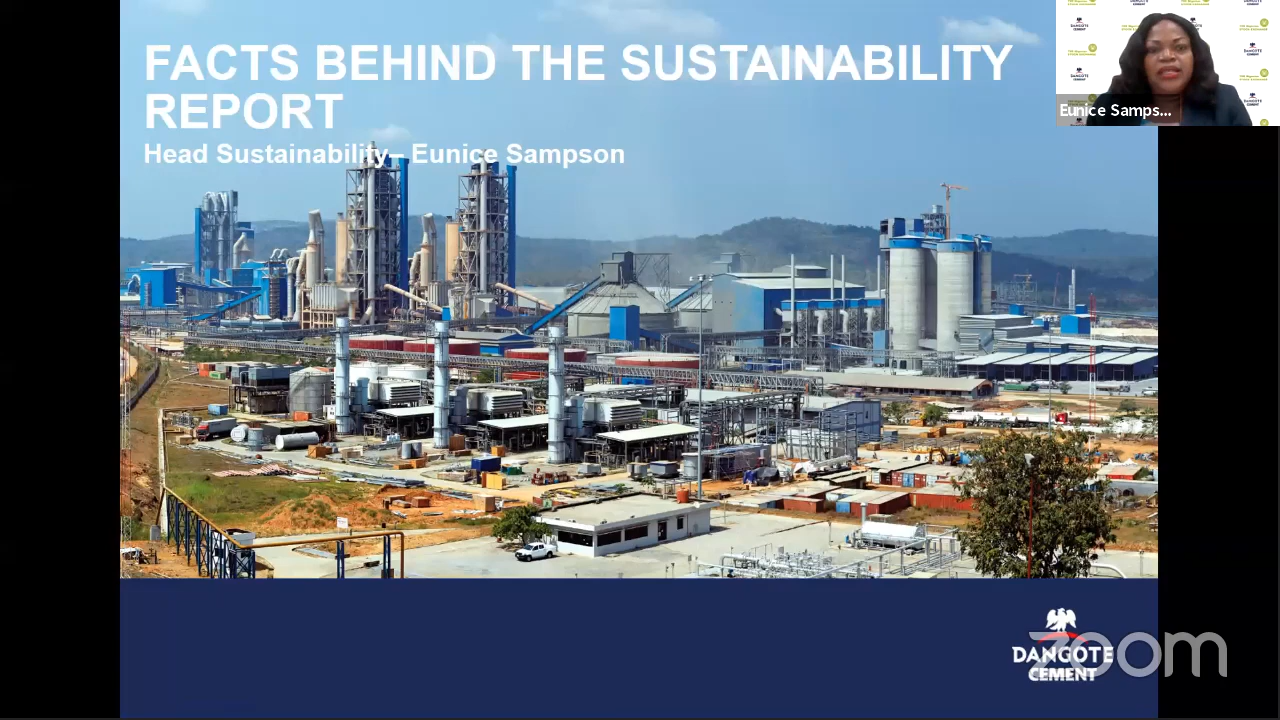 FACTS BEHIND THE SUSTAINABILITY
REPORT
Head Sustainability– Eunice Sampson
Eunice Samps...
DANGOTE
CEMENT
zoom